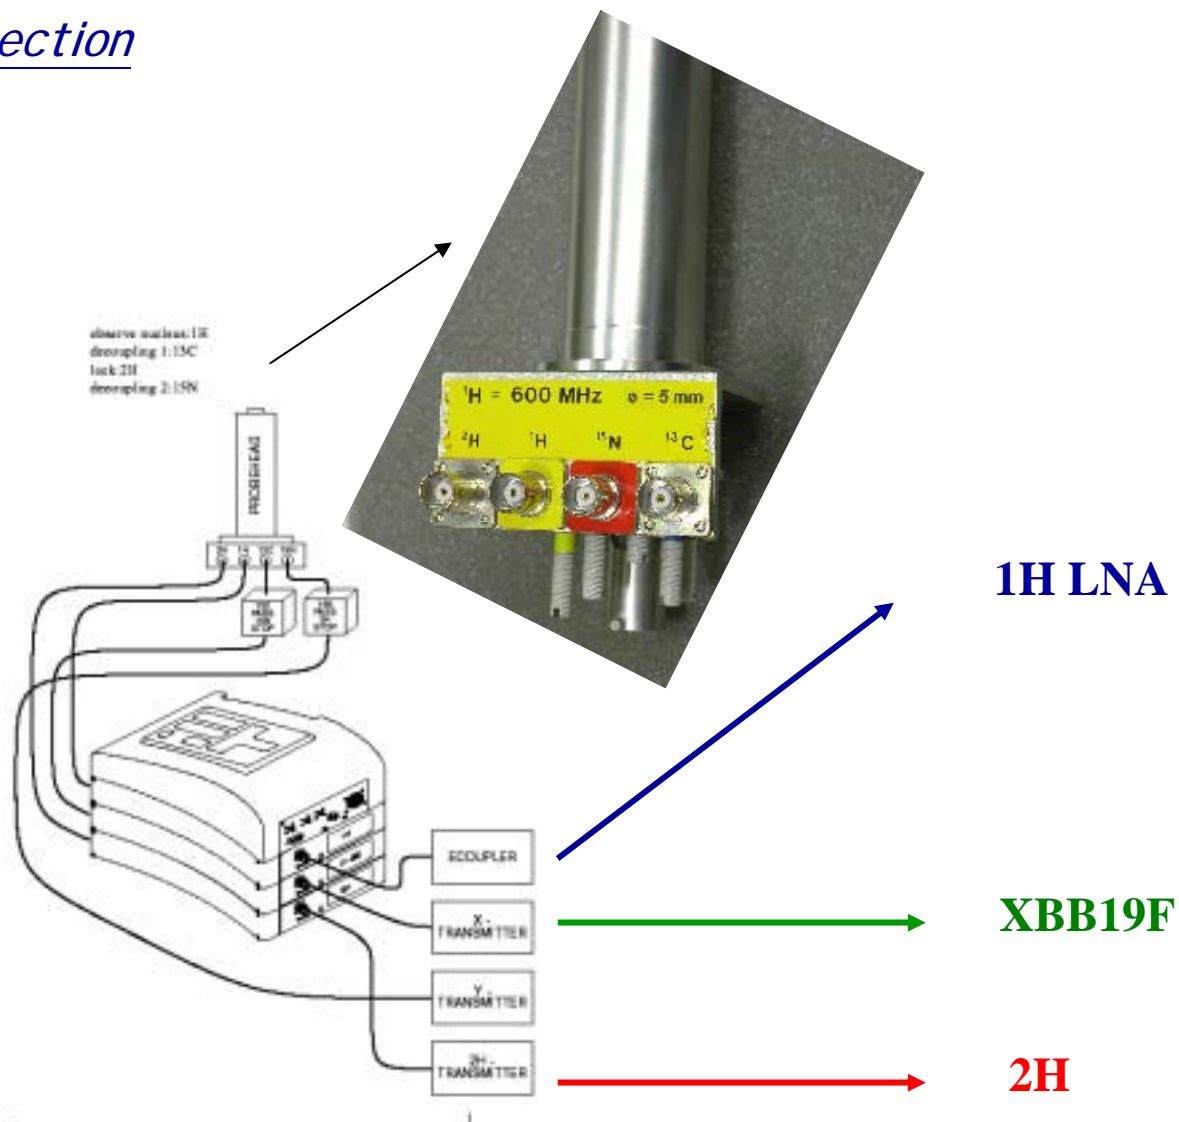 ection
observe nucleus:1H
decoupling 1:13C
lock:2H
decoupling 2:15N
¹H = 600 MHz ø = 5 mm
²H ¹H ¹⁵N ¹³C
PROBEHEAD
1H LNA
ECOUPLER
X -
TRANSMITTER
XBB19F
Y -
TRANSMITTER
2H -
TRANSMITTER
2H